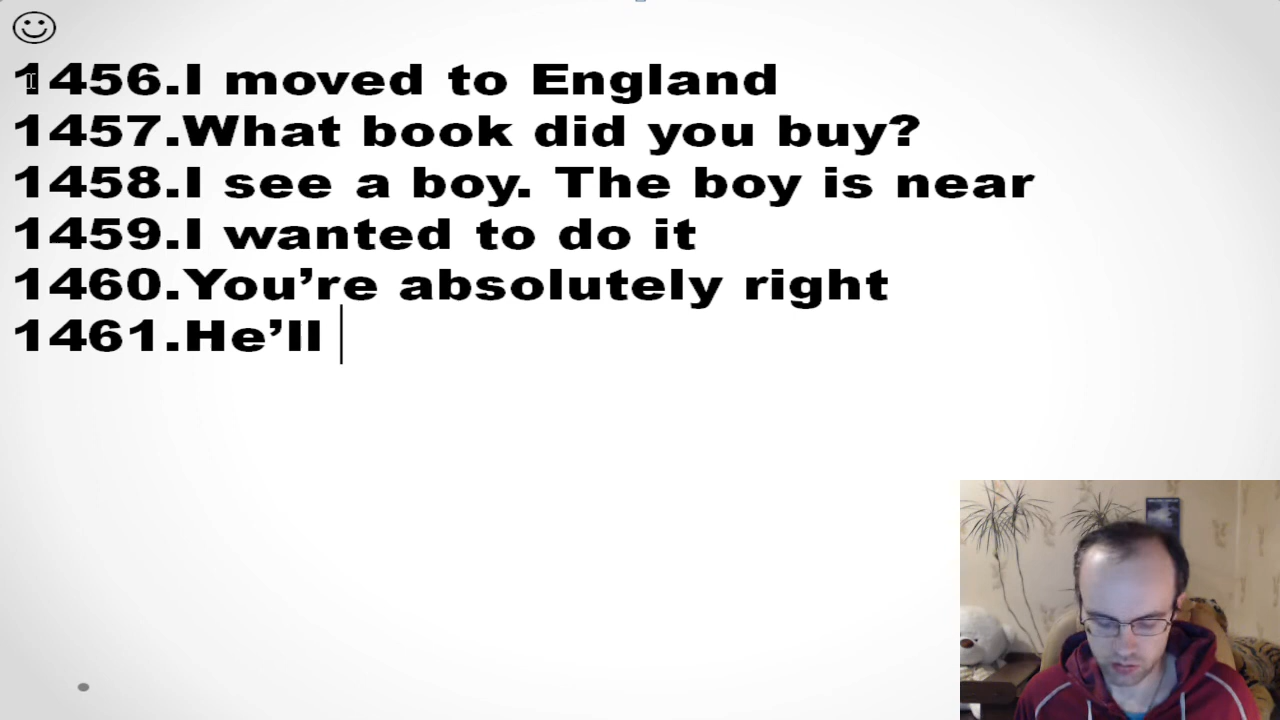 1456.I moved to England
1457.What book did you buy?
1458.I see a boy. The boy is near
1459.I wanted to do it
1460.You’re absolutely right
1461.He’ll